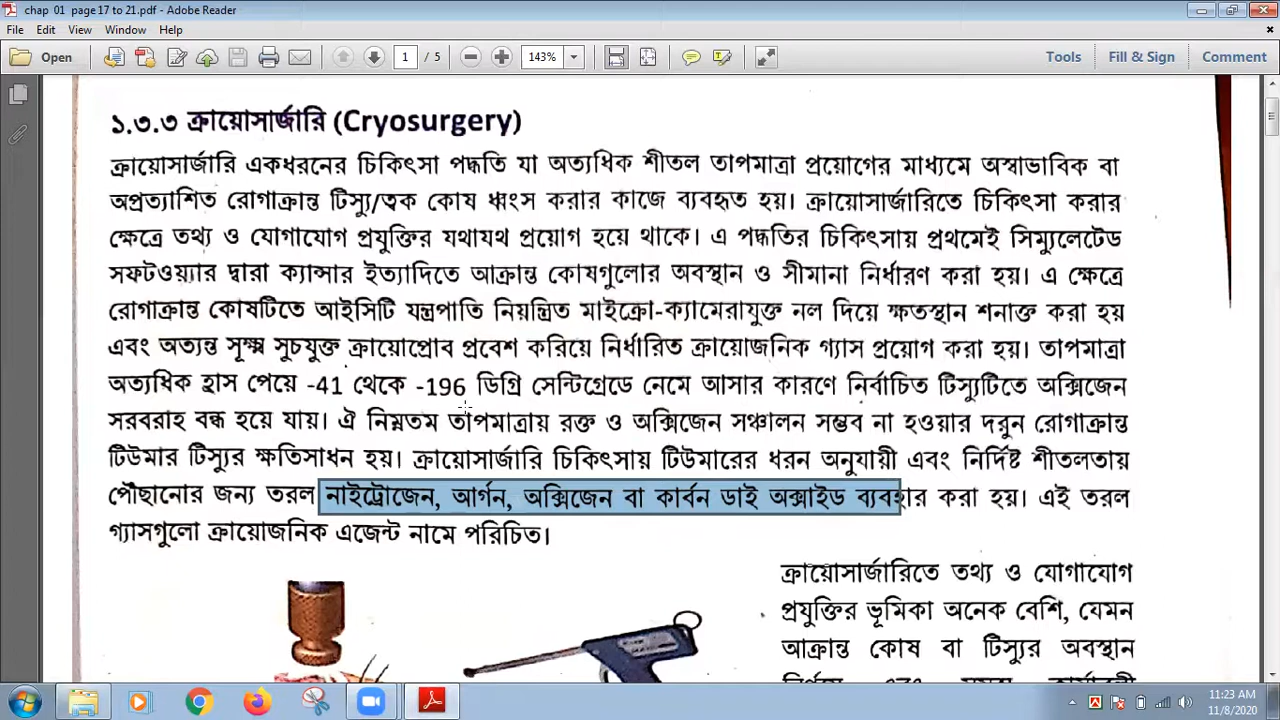 chap 01 page 17 to 21.pdf - Adobe Reader
File Edit View Window Help
Open 1 / 5 143% Tools Fill & Sign Comment
১.৩.৩ ক্রায়োসার্জারি (Cryosurgery)
ক্রায়োসার্জারি একধরনের চিকিৎসা পদ্ধতি যা অত্যধিক শীতল তাপমাত্রা প্রয়োগের মাধ্যমে অস্বাভাবিক বা
অপ্রত্যাশিত রোগাক্রান্ত টিস্যু/ত্বক কোষ ধ্বংস করার কাজে ব্যবহৃত হয়। ক্রায়োসার্জারিতে চিকিৎসা করার
ক্ষেত্রে তথ্য ও যোগাযোগ প্রযুক্তির যথাযথ প্রয়োগ হয়ে থাকে। এ পদ্ধতির চিকিৎসায় প্রথমেই সিম্যুলেটেড
সফটওয়্যার দ্বারা ক্যান্সার ইত্যাদিতে আক্রান্ত কোষগুলোর অবস্থান ও সীমানা নির্ধারণ করা হয়। এ ক্ষেত্রে
রোগাক্রান্ত কোষটিতে আইসিটি যন্ত্রপাতি নিয়ন্ত্রিত মাইক্রো-ক্যামেরাযুক্ত নল দিয়ে ক্ষতস্থান শনাক্ত করা হয়
এবং অত্যন্ত সূক্ষ্ম সুচযুক্ত ক্রায়োপ্রোব প্রবেশ করিয়ে নির্ধারিত ক্রায়োজনিক গ্যাস প্রয়োগ করা হয়। তাপমাত্রা
অত্যধিক হ্রাস পেয়ে -41 থেকে -196 ডিগ্রি সেন্টিগ্রেডে নেমে আসার কারণে নির্বাচিত টিস্যুটিতে অক্সিজেন
সরবরাহ বন্ধ হয়ে যায়। ঐ নিম্নতম তাপমাত্রায় রক্ত ও অক্সিজেন সঞ্চালন সম্ভব না হওয়ার দরুন রোগাক্রান্ত
টিউমার টিস্যুর ক্ষতিসাধন হয়। ক্রায়োসার্জারি চিকিৎসায় টিউমারের ধরন অনুযায়ী এবং নির্দিষ্ট শীতলতায়
পৌঁছানোর জন্য তরল নাইট্রোজেন, আর্গন, অক্সিজেন বা কার্বন ডাই অক্সাইড ব্যবহার করা হয়। এই তরল
গ্যাসগুলো ক্রায়োজনিক এজেন্ট নামে পরিচিত।
ক্রায়োসার্জারিতে তথ্য ও যোগাযোগ
প্রযুক্তির ভূমিকা অনেক বেশি, যেমন
আক্রান্ত কোষ বা টিস্যুর অবস্থান
11:23 AM
11/8/2020